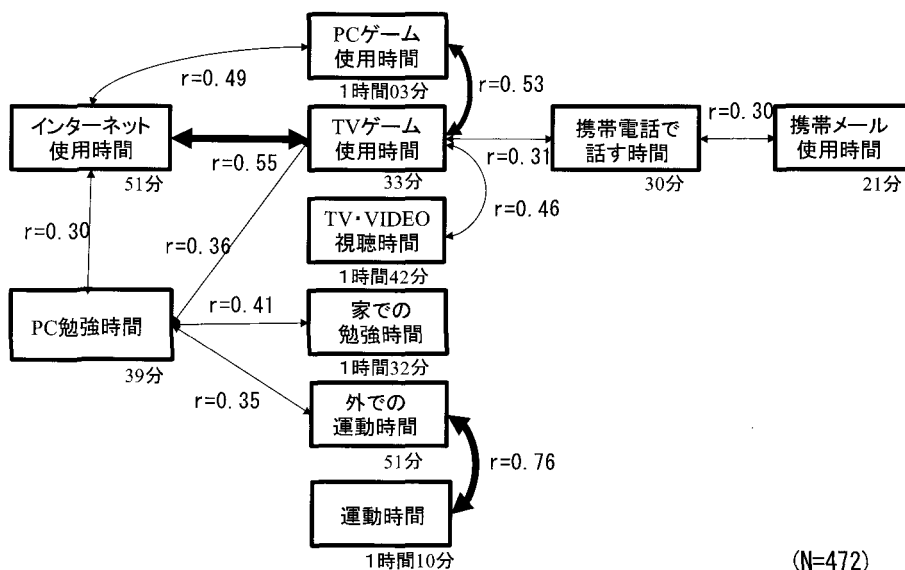 PCゲーム
使用時間
1時間03分
r=0.49
r=0.53
インターネット
使用時間
51分
r=0.55
TVゲーム
使用時間
33分
r=0.31
携帯電話で
話す時間
30分
r=0.30
携帯メール
使用時間
21分
r=0.46
TV・VIDEO
視聴時間
1時間42分
r=0.30
r=0.36
PC勉強時間
39分
r=0.41
家での
勉強時間
1時間32分
r=0.35
外での
運動時間
51分
r=0.76
運動時間
1時間10分
(N=472)